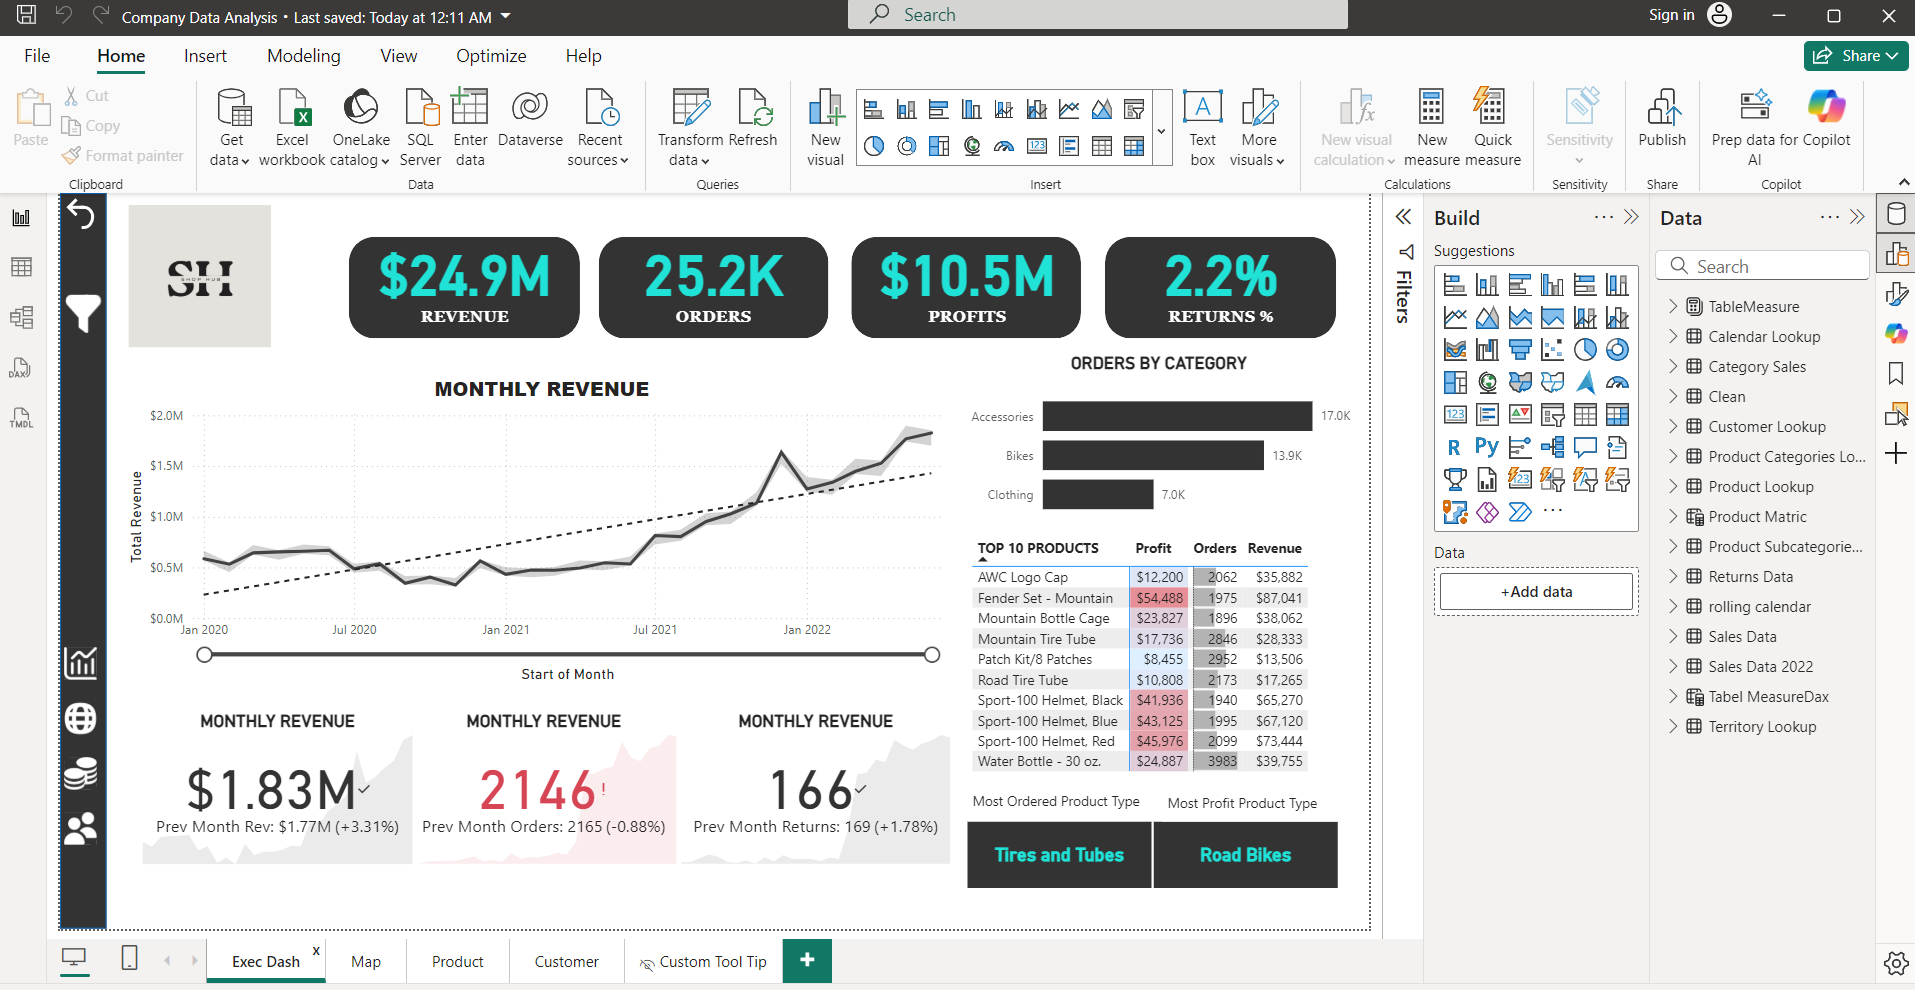 Company Data Analysis • Last saved: Today at 12:11 AM
Search
Sign in
File Home Insert Modeling View Optimize Help
Share
Paste
Cut
Copy
Format painter
Clipboard
Get data
Excel workbook
OneLake catalog
SQL Server
Enter data
Dataverse
Recent sources
Data
Transform data
Refresh
Queries
New visual
Text box
More visuals
Insert
New visual calculation
New measure
Quick measure
Calculations
Sensitivity
Sensitivity
Publish
Share
Prep data for AI
Copilot
Copilot
DAX
TMDL
SH
SHOP HUB
$24.9M
REVENUE
25.2K
ORDERS
$10.5M
PROFITS
2.2%
RETURNS %
MONTHLY REVENUE
Total Revenue
$2.0M
$1.5M
$1.0M
$0.5M
$0.0M
Jan 2020 Jul 2020 Jan 2021 Jul 2021 Jan 2022
Start of Month
ORDERS BY CATEGORY
Accessories 17.0K
Bikes 13.9K
Clothing 7.0K
TOP 10 PRODUCTS Profit Orders Revenue
AWC Logo Cap $12,200 2062 $35,882
Fender Set - Mountain $54,488 1975 $87,041
Mountain Bottle Cage $23,827 1896 $38,062
Mountain Tire Tube $17,736 2846 $28,333
Patch Kit/8 Patches $8,455 2952 $13,506
Road Tire Tube $10,808 2173 $17,265
Sport-100 Helmet, Black $41,936 1940 $65,270
Sport-100 Helmet, Blue $43,125 1995 $67,120
Sport-100 Helmet, Red $45,976 2099 $73,444
Water Bottle - 30 oz. $24,887 3983 $39,755
MONTHLY REVENUE
$1.83M
Prev Month Rev: $1.77M (+3.31%)
MONTHLY REVENUE
2146!
Prev Month Orders: 2165 (-0.88%)
MONTHLY REVENUE
166
Prev Month Returns: 169 (+1.78%)
Most Ordered Product Type
Tires and Tubes
Most Profit Product Type
Road Bikes
Filters
Build
Suggestions
123
R
Py
123
Data
+Add data
Data
Search
TableMeasure
Calendar Lookup
Category Sales
Clean
Customer Lookup
Product Categories Lo...
Product Lookup
Product Matric
Product Subcategorie...
Returns Data
rolling calendar
Sales Data
Sales Data 2022
Tabel MeasureDax
Territory Lookup
Exec Dash x
Map
Product
Customer
Custom Tool Tip
+